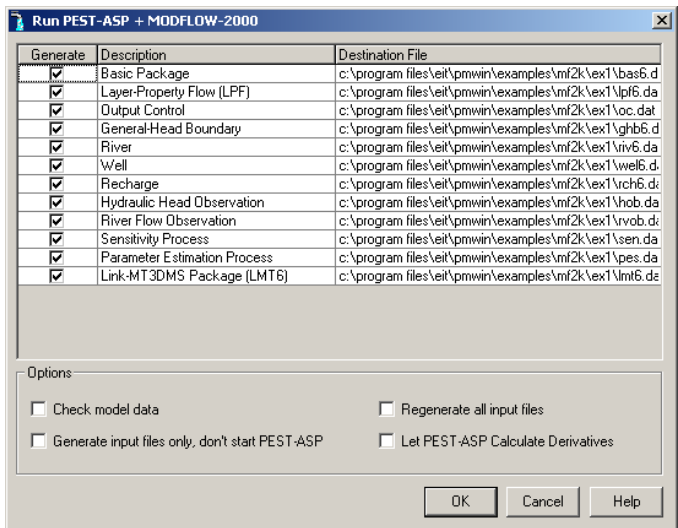 Run PEST-ASP + MODFLOW-2000
Generate Description Destination File
Basic Package c:\program files\eit\pmwin\examples\mf2k\ex1\bas6.d
Layer-Property Flow (LPF) c:\program files\eit\pmwin\examples\mf2k\ex1\lpf6.da
Output Control c:\program files\eit\pmwin\examples\mf2k\ex1\oc.dat
General-Head Boundary c:\program files\eit\pmwin\examples\mf2k\ex1\ghb6.d
River c:\program files\eit\pmwin\examples\mf2k\ex1\riv6.da
Well c:\program files\eit\pmwin\examples\mf2k\ex1\wel6.d
Recharge c:\program files\eit\pmwin\examples\mf2k\ex1\rch6.da
Hydraulic Head Observation c:\program files\eit\pmwin\examples\mf2k\ex1\hob.da
River Flow Observation c:\program files\eit\pmwin\examples\mf2k\ex1\rvob.da
Sensitivity Process c:\program files\eit\pmwin\examples\mf2k\ex1\sen.da
Parameter Estimation Process c:\program files\eit\pmwin\examples\mf2k\ex1\pes.da
Link-MT3DMS Package (LMT6) c:\program files\eit\pmwin\examples\mf2k\ex1\lmt6.da
Options
Check model data Regenerate all input files
Generate input files only, don't start PEST-ASP Let PEST-ASP Calculate Derivatives
OK Cancel Help